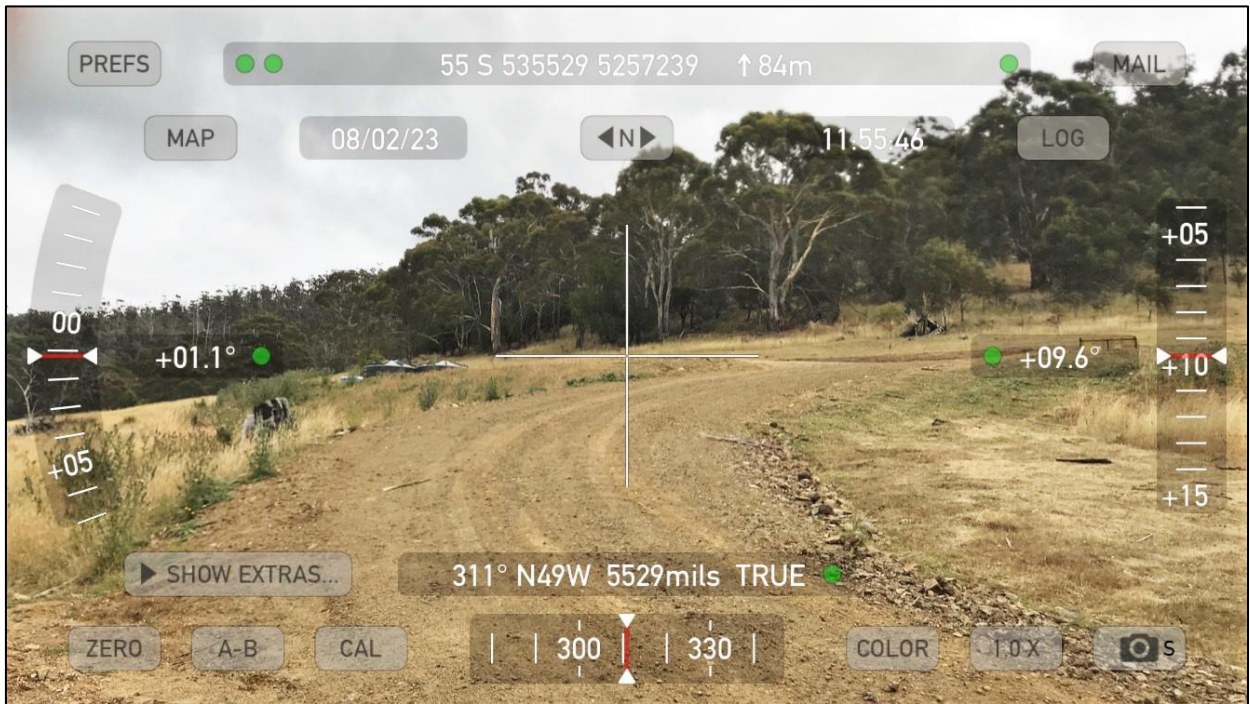 PREFS 55 S 535529 5257239 ↑84m MAIL
MAP 08/02/23 ◀N▶ 11:55:46 LOG
+05
00
+01.1° +09.6°
+10
+05
+15
▶ SHOW EXTRAS... 311° N49W 5529mils TRUE
ZERO A-B CAL 300 330 COLOR 1.0 X S